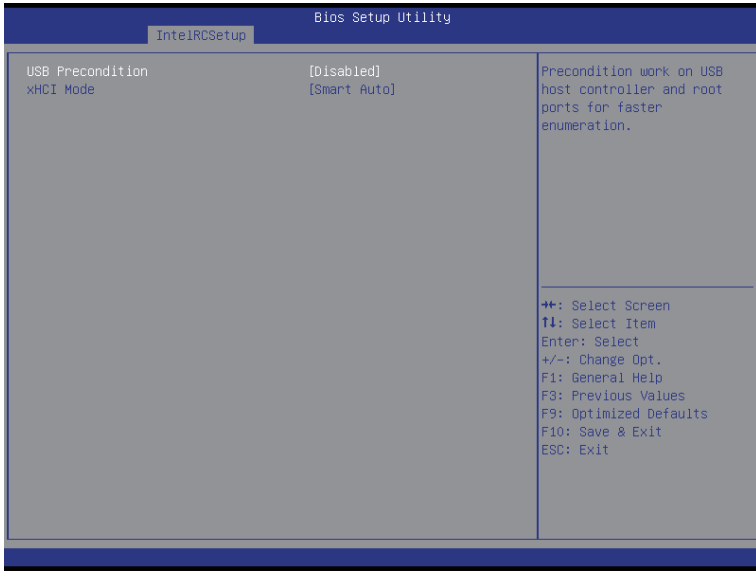 Bios Setup Utility
IntelRCSetup
USB Precondition [Disabled]
xHCI Mode [Smart Auto]
Precondition work on USB
host controller and root
ports for faster
enumeration.
→←: Select Screen
↑↓: Select Item
Enter: Select
+/-: Change Opt.
F1: General Help
F3: Previous Values
F9: Optimized Defaults
F10: Save & Exit
ESC: Exit